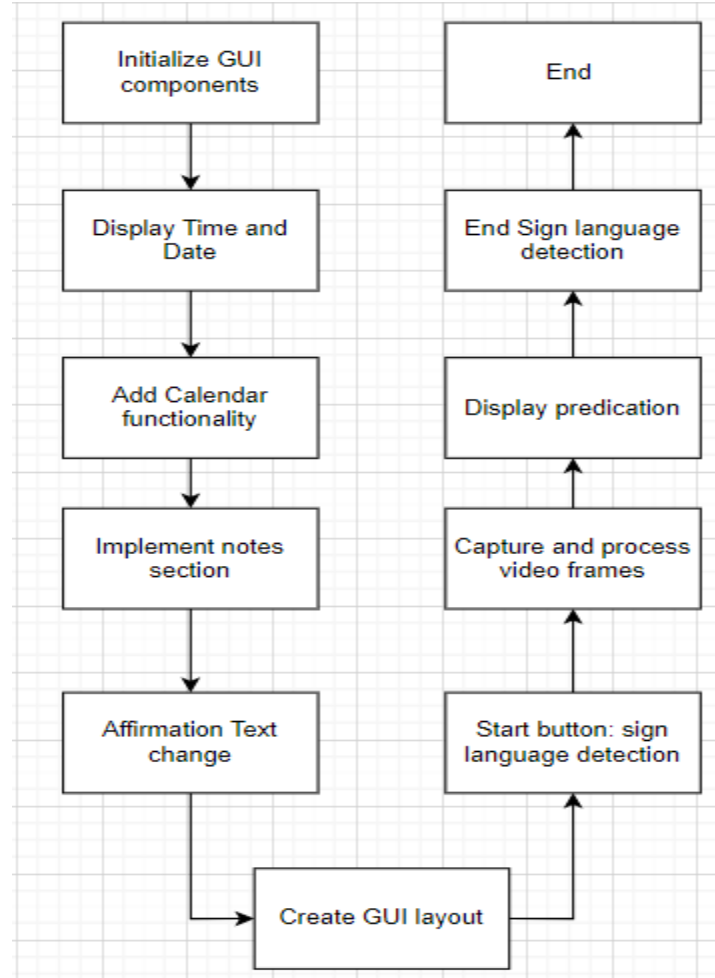 Initialize GUI
components
Display Time and
Date
Add Calendar
functionality
Implement notes
section
Affirmation Text
change
Create GUI layout
Start button: sign
language detection
Capture and process
video frames
Display predication
End Sign language
detection
End